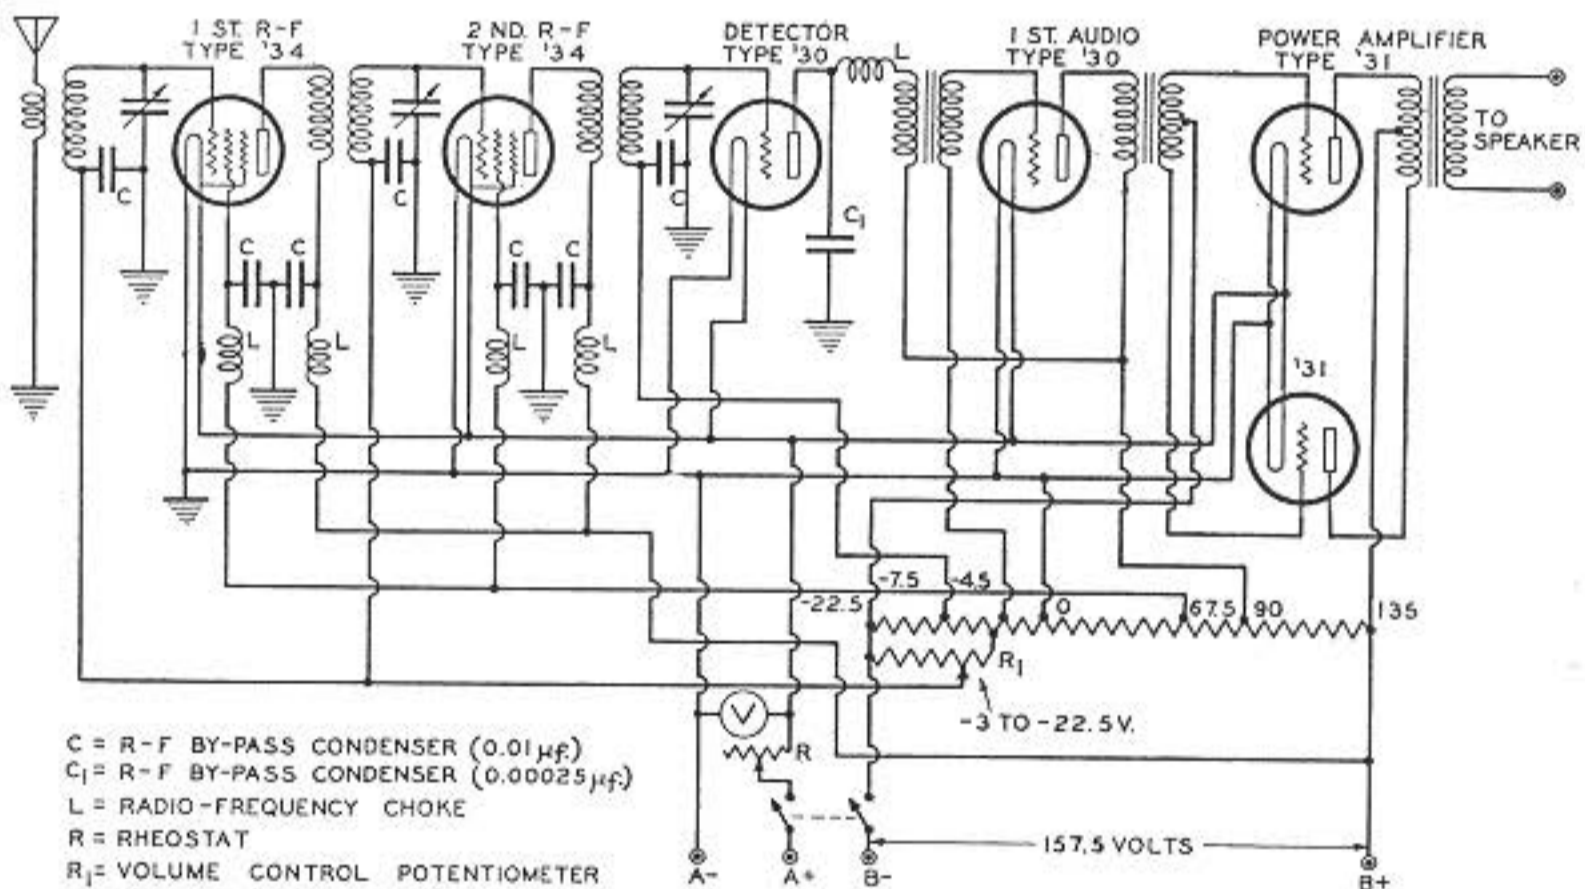 1 ST. R-F
TYPE '34
2 ND. R-F
TYPE '34
DETECTOR
TYPE '30
L
1 ST. AUDIO
TYPE '30
POWER AMPLIFIER
TYPE '31
TO
SPEAKER
C
C
C
C₁
C C
C C
L
L
L
L
'31
-7.5
-4.5
-22.5
0
67.5
90
135
R₁
-3 TO -22.5 V.
V
R
C = R-F BY-PASS CONDENSER (0.01 µf.)
C₁ = R-F BY-PASS CONDENSER (0.00025 µf.)
L = RADIO-FREQUENCY CHOKE
R = RHEOSTAT
R₁ = VOLUME CONTROL POTENTIOMETER
157.5 VOLTS
A- A+ B- B+